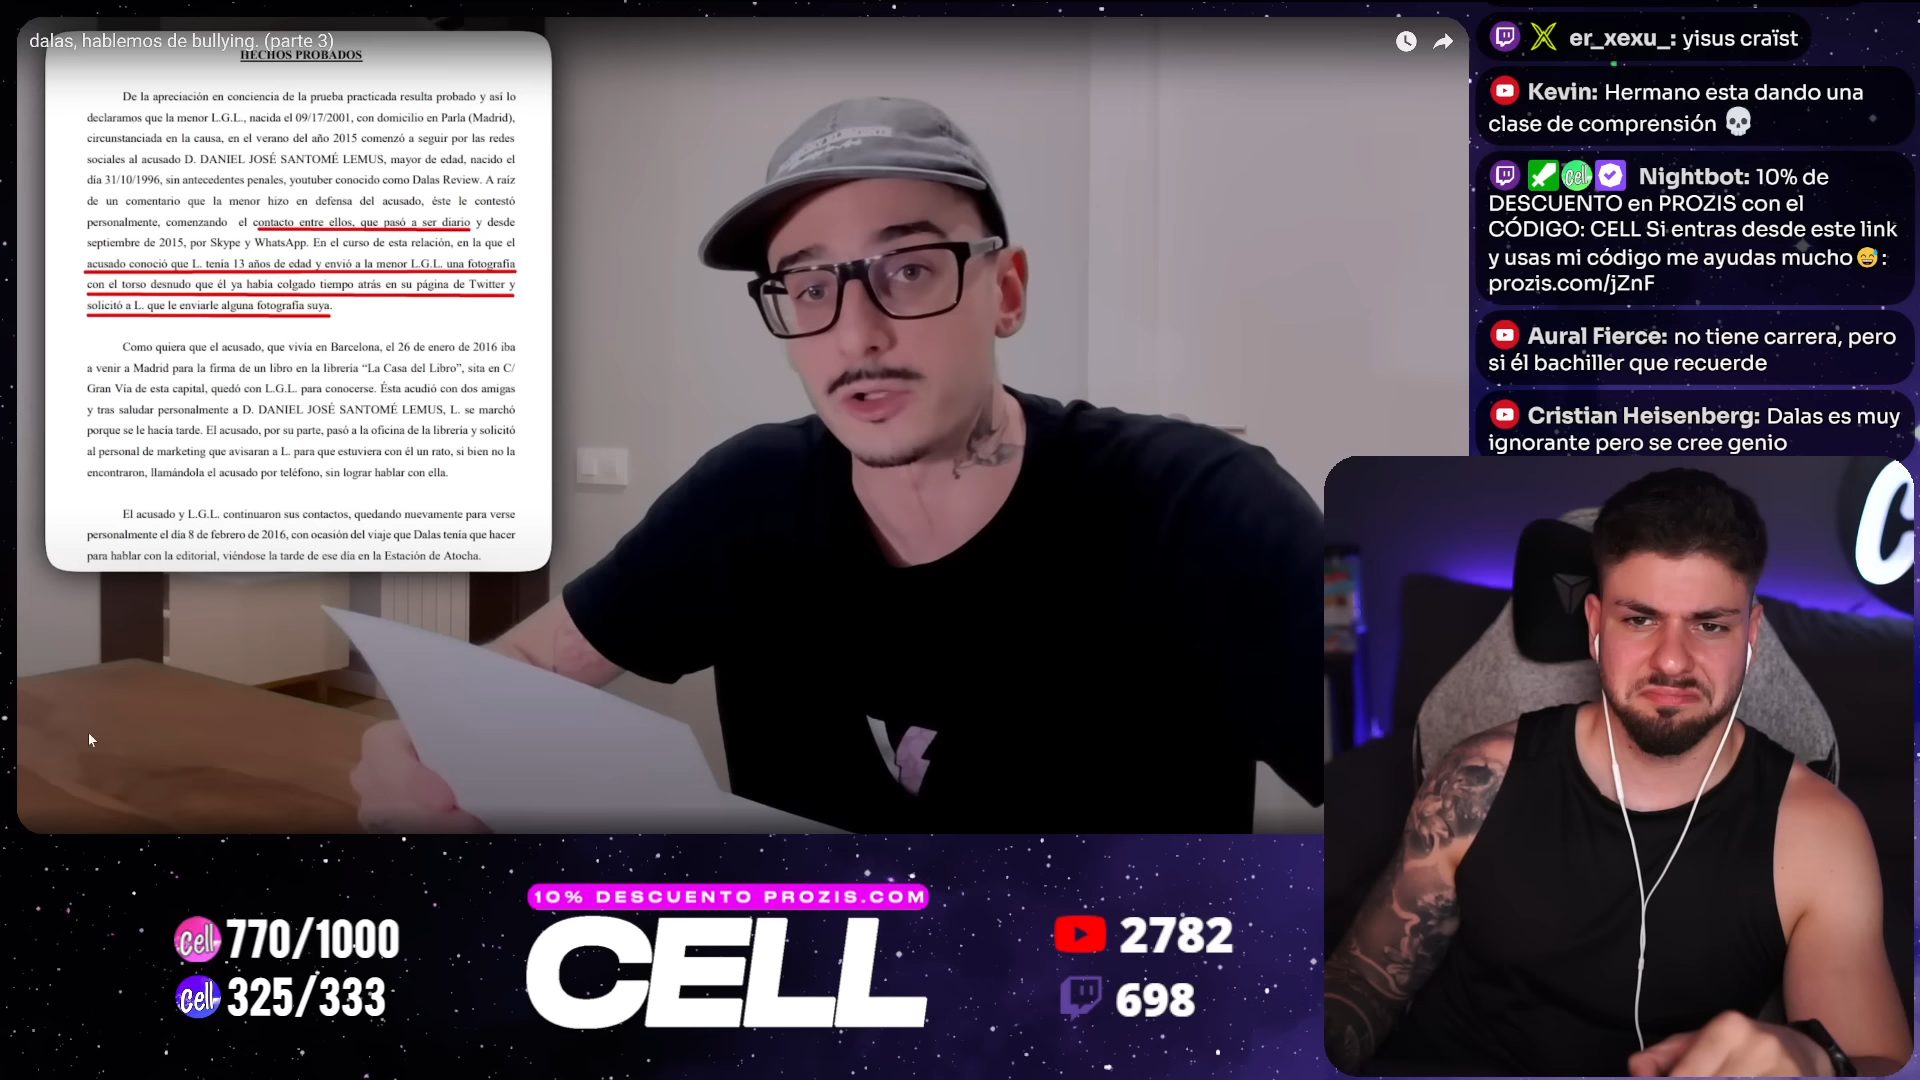 dalas, hablemos de bullying. (parte 3)
HECHOS PROBADOS
De la apreciación en conciencia de la prueba practicada resulta probado y así lo
declaramos que la menor L.G.L., nacida el 09/17/2001, con domicilio en Parla (Madrid),
circunstanciada en la causa, en el verano del año 2015 comenzó a seguir por las redes
sociales al acusado D. DANIEL JOSÉ SANTOMÉ LEMUS, mayor de edad, nacido el
día 31/10/1996, sin antecedentes penales, youtuber conocido como Dalas Review. A raíz
de un comentario que la menor hizo en defensa del acusado, éste le contestó
personalmente, comenzando el contacto entre ellos, que pasó a ser diario y desde
septiembre de 2015, por Skype y WhatsApp. En el curso de esta relación, en la que el
acusado conoció que L. tenia 13 años de edad y envió a la menor L.G.L. una fotografía
con el torso desnudo que él ya había colgado tiempo atrás en su página de Twitter y
solicitó a L. que le enviarle alguna fotografía suya.
Como quiera que el acusado, que vivía en Barcelona, el 26 de enero de 2016 iba
a venir a Madrid para la firma de un libro en la librería “La Casa del Libro”, sita en C/
Gran Vía de esta capital, quedó con L.G.L. para conocerse. Ésta acudió con dos amigas
y tras saludar personalmente a D. DANIEL JOSÉ SANTOMÉ LEMUS, L. se marchó
porque se le hacía tarde. El acusado, por su parte, pasó a la oficina de la librería y solicitó
al personal de marketing que avisaran a L. para que estuviera con él un rato, si bien no la
encontraron, llamándola el acusado por teléfono, sin lograr hablar con ella.
El acusado y L.G.L. continuaron sus contactos, quedando nuevamente para verse
personalmente el día 8 de febrero de 2016, con ocasión del viaje que Dalas tenía que hacer
para hablar con la editorial, viéndose la tarde de ese día en la Estación de Atocha.
er_xexu_: yisus craïst
Kevin: Hermano esta dando una
clase de comprensión 💀
cell Nightbot: 10% de
DESCUENTO en PROZIS con el
CÓDIGO: CELL Si entras desde este link
y usas mi código me ayudas mucho😅:
prozis.com/jZnF
Aural Fierce: no tiene carrera, pero
si él bachiller que recuerde
Cristian Heisenberg: Dalas es muy
ignorante pero se cree genio
10% DESCUENTO PROZIS.COM
CELL
cell 770/1000
cell 325/333
2782
698